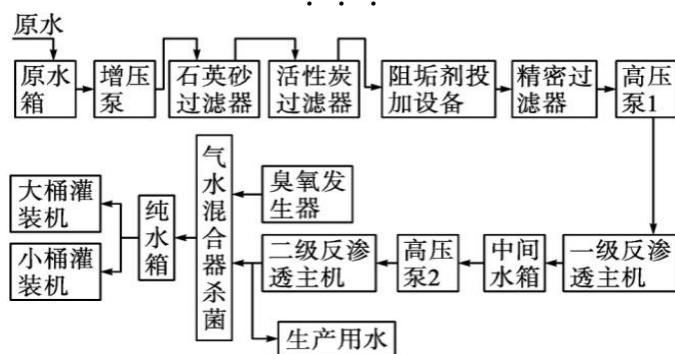 原水
原水
箱
增压
泵
石英砂
过滤器
活性炭
过滤器
阻垢剂投
加设备
精密过
滤器
高压
泵1
大桶灌
装机
小桶灌
装机
纯
水
箱
气
水
混
合
器
杀
菌
臭氧发
生器
二级反渗
透主机
高压
泵2
中间
水箱
一级反渗
透主机
生产用水